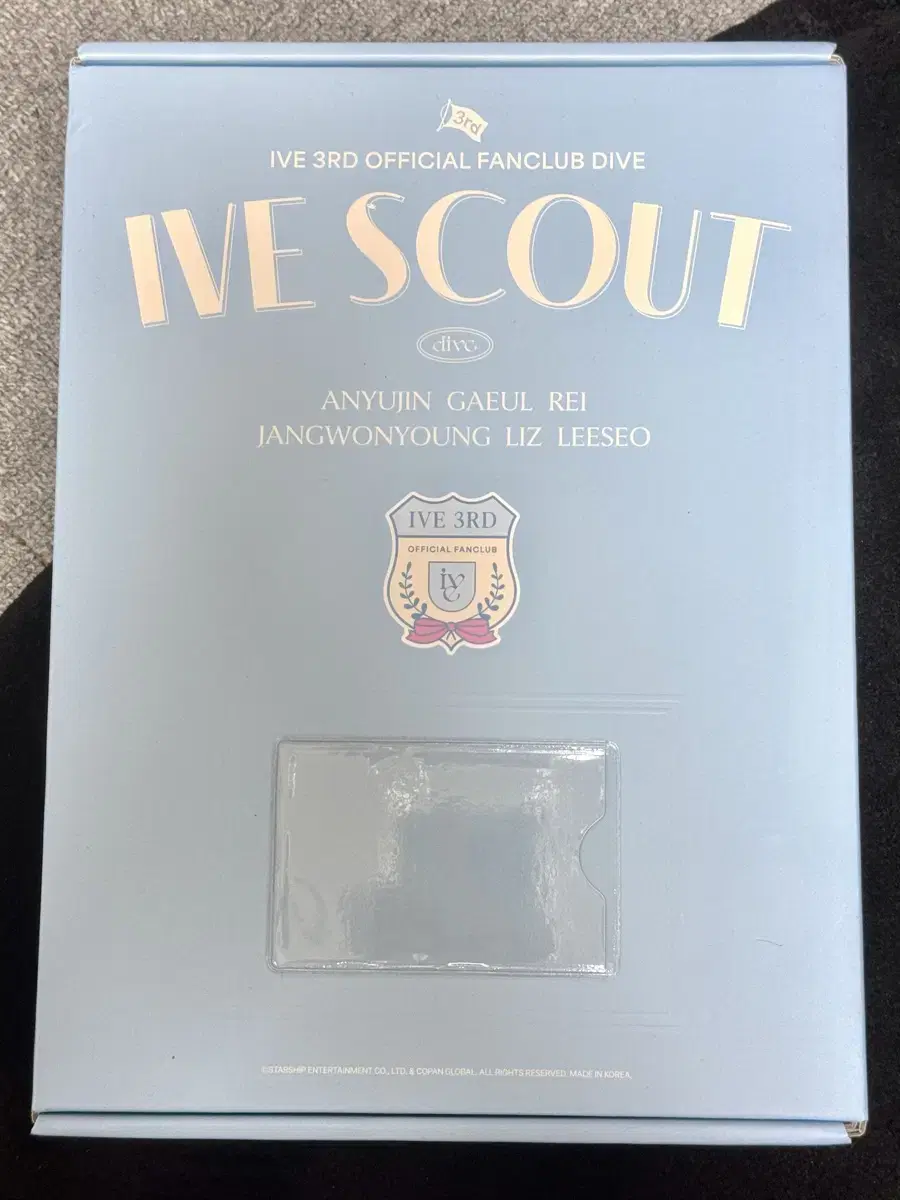 3rd
IVE 3RD OFFICIAL FANCLUB DIVE
IVE SCOUT
dive
ANYUJIN GAEUL REI
JANGWONYOUNG LIZ LEESEO
IVE 3RD
OFFICIAL FANCLUB
ive
©STARSHIP ENTERTAINMENT CO., LTD. & COPAN GLOBAL. ALL RIGHTS RESERVED. MADE IN KOREA.